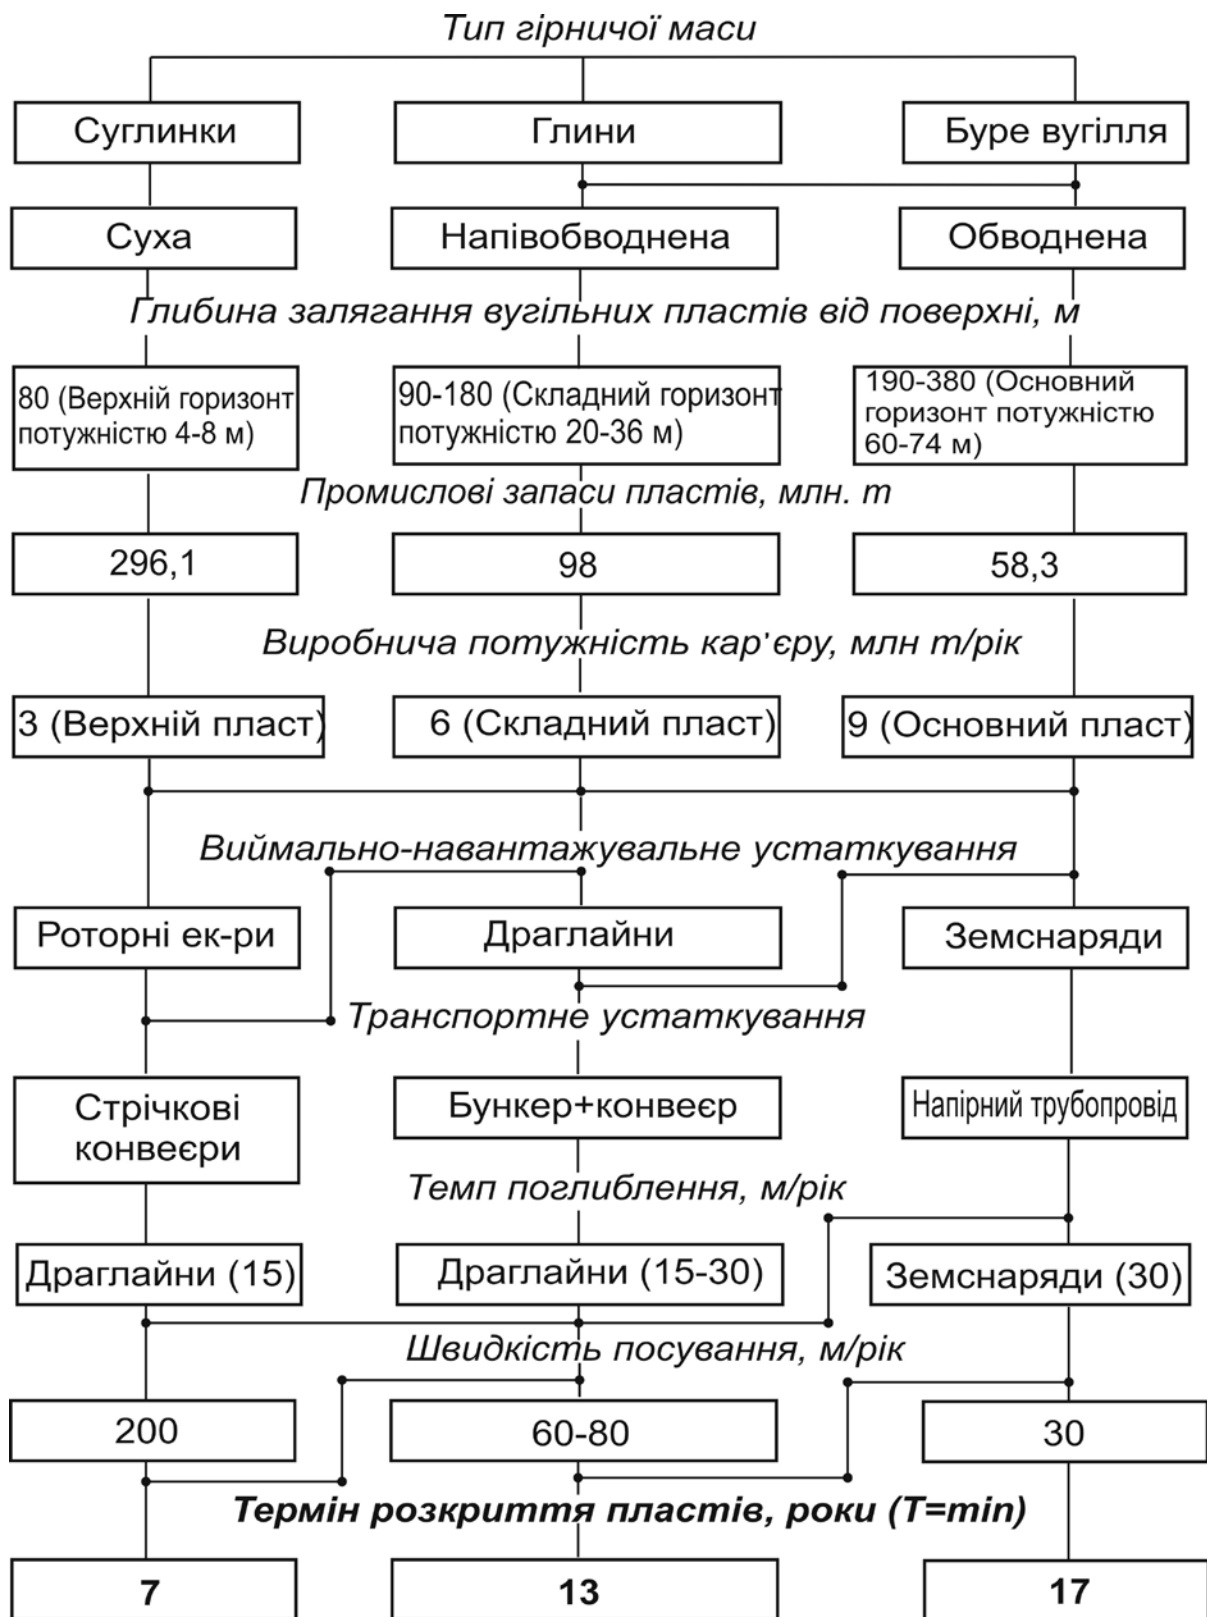 Тип гірничої маси
Суглинки
Глини
Буре вугілля
Суха
Напівобводнена
Обводнена
Глибина залягання вугільних пластів від поверхні, м
80 (Верхній горизонт
потужністю 4-8 м)
90-180 (Складний горизонт
потужністю 20-36 м)
190-380 (Основний
горизонт потужністю
60-74 м)
Промислові запаси пластів, млн. т
296,1
98
58,3
Виробнича потужність кар'єру, млн т/рік
3 (Верхній пласт)
6 (Складний пласт)
9 (Основний пласт)
Виймально-навантажувальне устаткування
Роторні ек-ри
Драглайни
Земснаряди
Транспортне устаткування
Стрічкові
конвеєри
Бункер+конвеєр
Напірний трубопровід
Темп поглиблення, м/рік
Драглайни (15)
Драглайни (15-30)
Земснаряди (30)
Швидкість посування, м/рік
200
60-80
30
Термін розкриття пластів, роки (T=min)
7
13
17